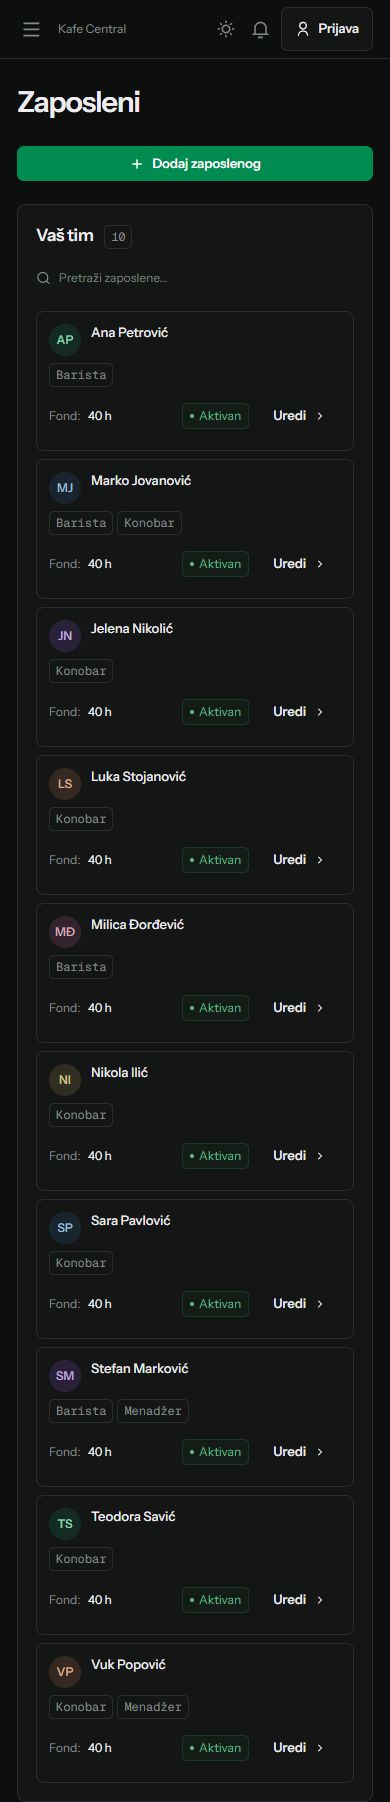 Kafe Central
Prijava
Zaposleni
+ Dodaj zaposlenog
Vaš tim 10
Pretraži zaposlene...
AP Ana Petrović
Barista
Fond: 40 h Aktivan Uredi
MJ Marko Jovanović
Barista Konobar
Fond: 40 h Aktivan Uredi
JN Jelena Nikolić
Konobar
Fond: 40 h Aktivan Uredi
LS Luka Stojanović
Konobar
Fond: 40 h Aktivan Uredi
MĐ Milica Đorđević
Barista
Fond: 40 h Aktivan Uredi
NI Nikola Ilić
Konobar
Fond: 40 h Aktivan Uredi
SP Sara Pavlović
Konobar
Fond: 40 h Aktivan Uredi
SM Stefan Marković
Barista Menadžer
Fond: 40 h Aktivan Uredi
TS Teodora Savić
Konobar
Fond: 40 h Aktivan Uredi
VP Vuk Popović
Konobar Menadžer
Fond: 40 h Aktivan Uredi